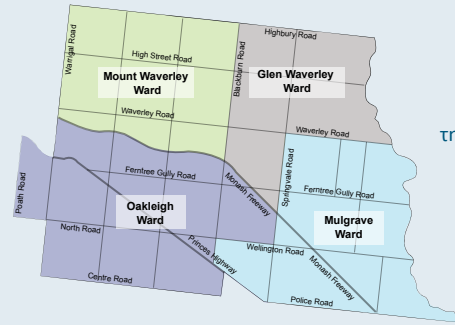 Highbury Road
Warrigal Road
High Street Road
Blackburn Road
Mount Waverley
Ward
Glen Waverley
Ward
Waverley Road
Waverley Road
Poath Road
Ferntree Gully Road
Monash Freeway
Springvale Road
Ferntree Gully Road
Oakleigh
Ward
Mulgrave
Ward
North Road
Princes Highway
Wellington Road
Monash Freeway
Centre Road
Police Road